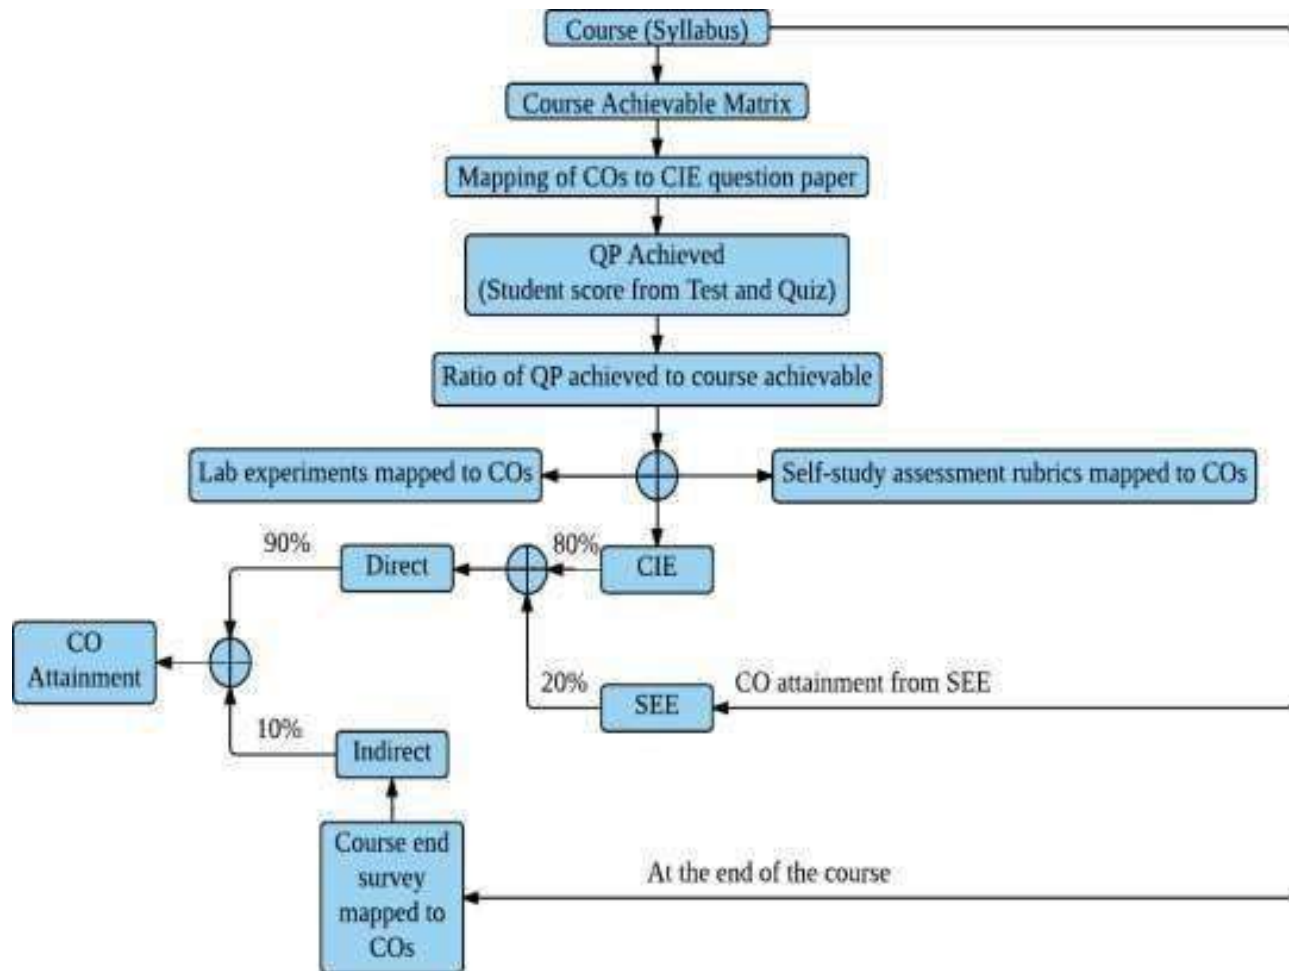 Course (Syllabus)
Course Achievable Matrix
Mapping of COs to CIE question paper
QP Achieved
(Student score from Test and Quiz)
Ratio of QP achieved to course achievable
Lab experiments mapped to COs
Self-study assessment rubrics mapped to COs
90%
Direct
80%
CIE
CO
Attainment
20%
SEE
CO attainment from SEE
10%
Indirect
Course end
survey
mapped to
COs
At the end of the course